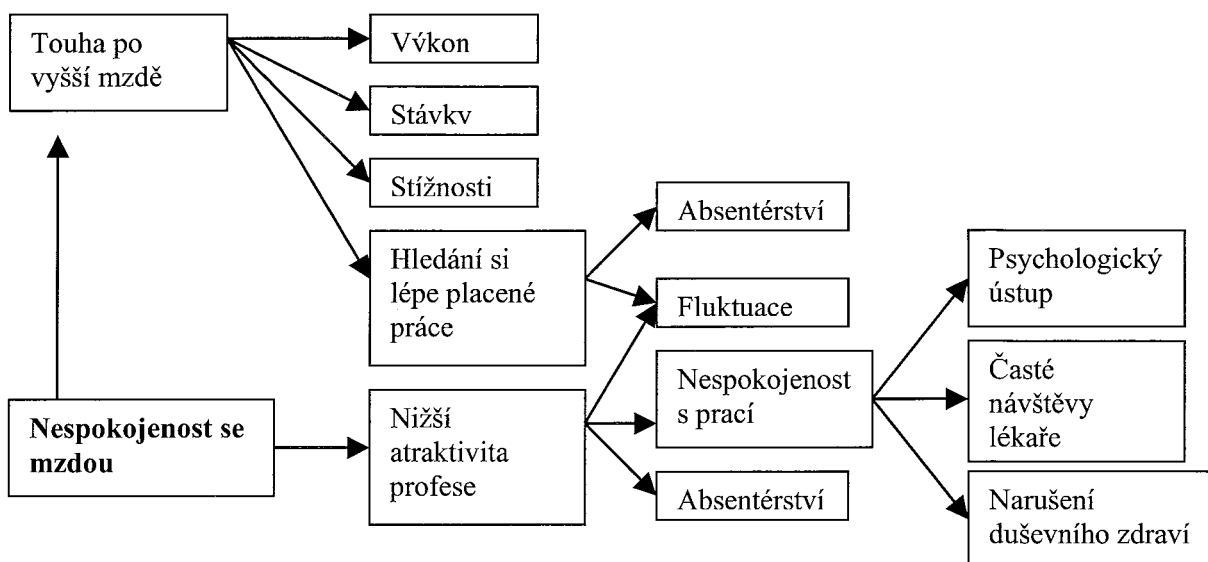 Touha po
vyšší mzdě
Vvkon
Stávkv
Stížnosti
Absentérství
Hledání si
lépe placené
práce
Fluktuace
Psychologický
ústup
Nespokojenost se
mzdou
Nižší
atraktivita
profese
Nespokojenost
s prací
Časté
návštěvy
lékaře
Absentérství
Narušení
duševního zdraví